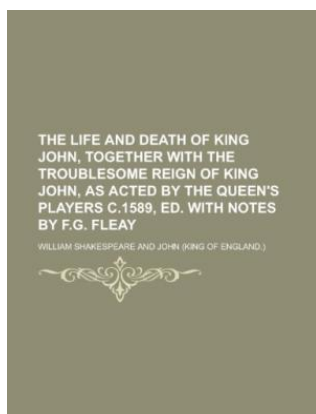 THE LIFE AND DEATH OF KING
JOHN, TOGETHER WITH THE
TROUBLESOME REIGN OF KING
JOHN, AS ACTED BY THE QUEEN'S
PLAYERS C.1589, ED. WITH NOTES
BY F.G. FLEAY
WILLIAM SHAKESPEARE AND JOHN (KING OF ENGLAND.)